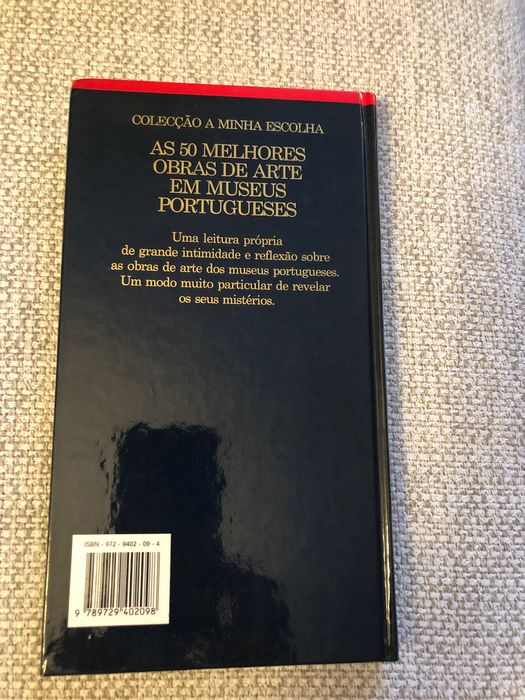 COLECÇÃO A MINHA ESCOLHA
AS 50 MELHORES
OBRAS DE ARTE
EM MUSEUS
PORTUGUESES
Uma leitura própria
de grande intimidade e reflexão sobre
as obras de arte dos museus portugueses.
Um modo muito particular de revelar
os seus mistérios.
ISBN - 972 - 9402 - 09 - 4
9 789729 402098